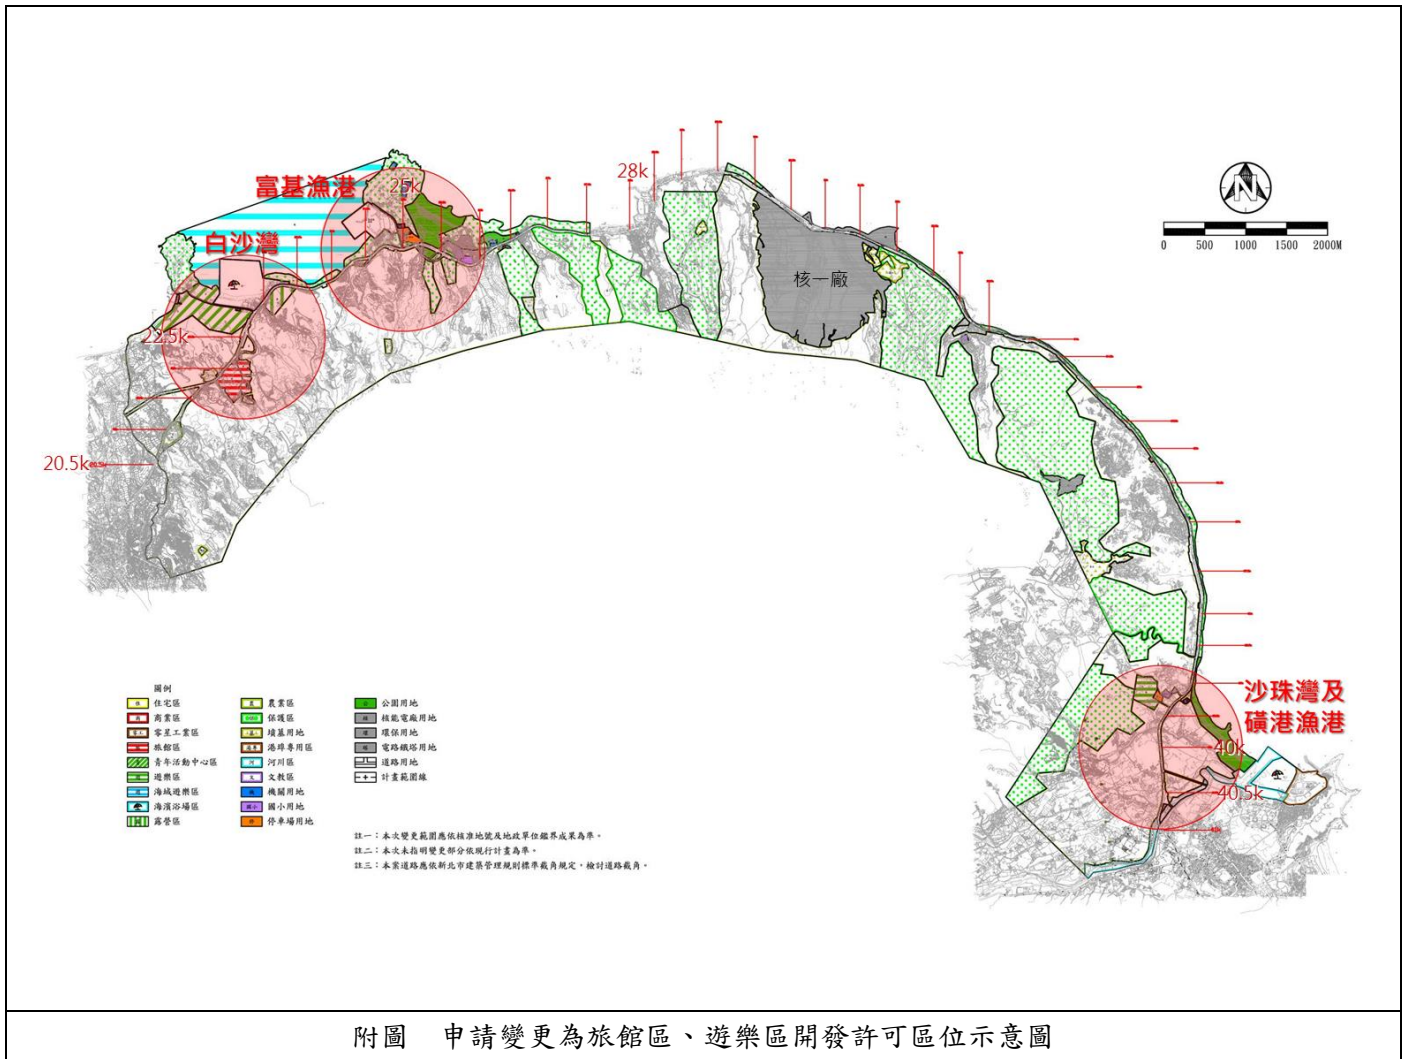 富基漁港
25k
28k
白沙灣
核一廠
22.5k
20.5k
N
0 500 1000 1500 2000M
沙珠灣及
磺港漁港
40k
40.5k
圖例
住宅區
商業區
零星工業區
旅館區
青年活動中心區
遊樂區
海域遊樂區
海濱浴場區
露營區
農業區
保護區
墳墓用地
港埠專用區
河川區
文教區
機關用地
國小用地
停車場用地
公園用地
核能電廠用地
環保用地
電路鐵塔用地
道路用地
計畫範圍線
註一：本次變更範圍應依核准地號及地政單位鑑界成果為準。
註二：本次未指明變更部分依現行計畫為準。
註三：本案道路應依新北市建築管理規則標準截角規定，檢討道路截角。
附圖 申請變更為旅館區、遊樂區開發許可區位示意圖